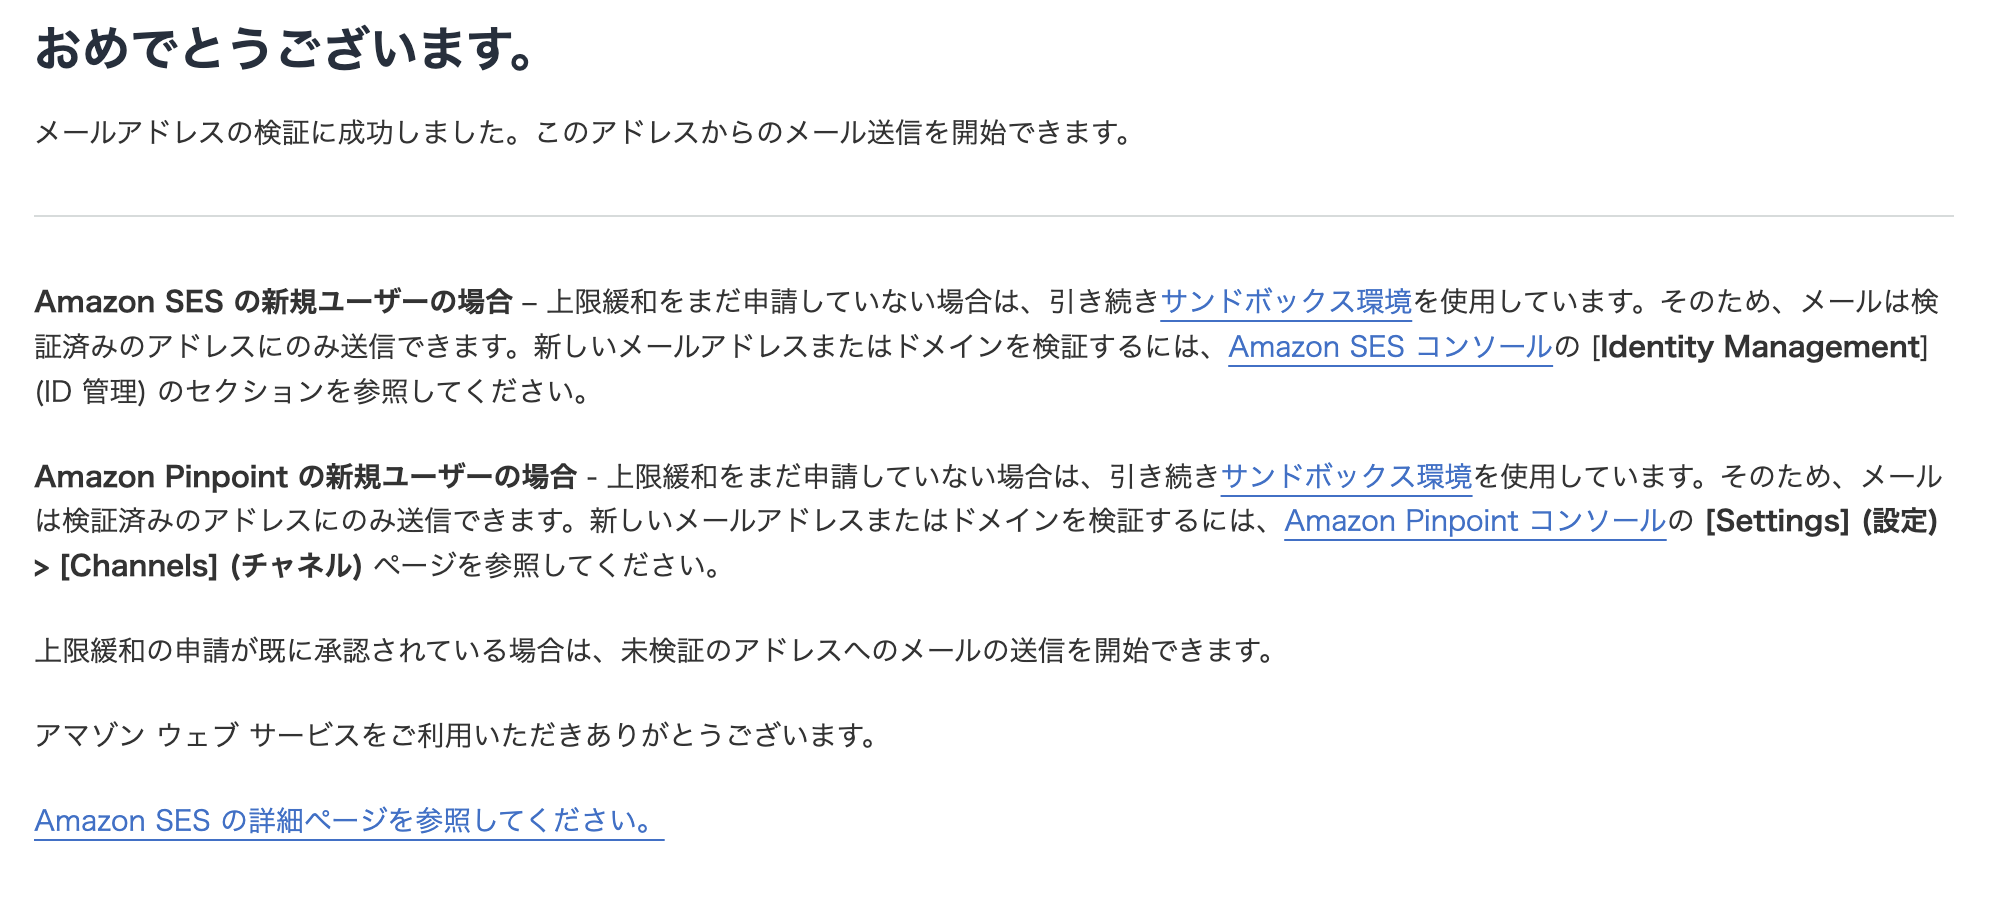 おめでとうございます。
メールアドレスの検証に成功しました。このアドレスからのメール送信を開始できます。
Amazon SES の新規ユーザーの場合 – 上限緩和をまだ申請していない場合は、引き続きサンドボックス環境を使用しています。そのため、メールは検
証済みのアドレスにのみ送信できます。新しいメールアドレスまたはドメインを検証するには、Amazon SES コンソールの [Identity Management]
(ID 管理) のセクションを参照してください。
Amazon Pinpoint の新規ユーザーの場合 - 上限緩和をまだ申請していない場合は、引き続きサンドボックス環境を使用しています。そのため、メール
は検証済みのアドレスにのみ送信できます。新しいメールアドレスまたはドメインを検証するには、Amazon Pinpoint コンソールの [Settings] (設定)
> [Channels] (チャネル) ページを参照してください。
上限緩和の申請が既に承認されている場合は、未検証のアドレスへのメールの送信を開始できます。
アマゾン ウェブ サービスをご利用いただきありがとうございます。
Amazon SES の詳細ページを参照してください。